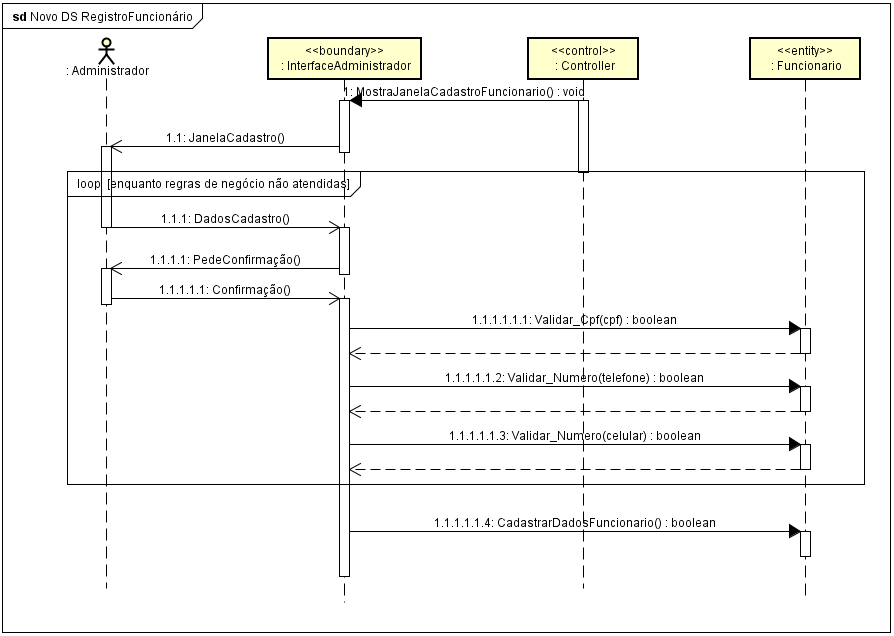 sd Novo DS RegistroFuncionário
<<boundary>>
: InterfaceAdministrador
<<control>>
: Controller
<<entity>>
: Funcionario
: Administrador
1: MostraJanelaCadastroFuncionario() : void
1.1: JanelaCadastro()
loop [enquanto regras de negócio não atendidas]
1.1.1: DadosCadastro()
1.1.1.1: PedeConfirmação()
1.1.1.1.1: Confirmação()
1.1.1.1.1.1: Validar_Cpf(cpf) : boolean
1.1.1.1.1.2: Validar_Numero(telefone) : boolean
1.1.1.1.1.3: Validar_Numero(celular) : boolean
1.1.1.1.1.4: CadastrarDadosFuncionario() : boolean